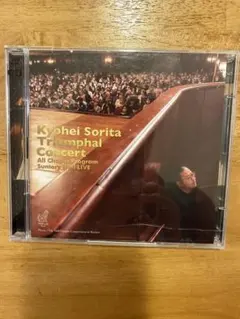 Kyohei Sorita
Triumphal
Concert
All Chopin Program
Suntory Hall LIVE